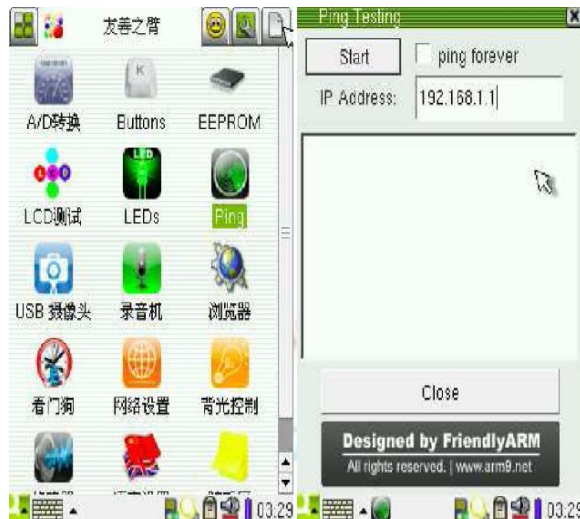 友善之臂
A/D转换
Buttons
EEPROM
LCD测试
LEDs
Ping
USB 摄像头
录音机
浏览器
看门狗
网络设置
背光控制
03:29
Ping Testing
Start
ping forever
IP Address:
192.168.1.1
Close
Designed by FriendlyARM
All rights reserved. | www.arm9.net
03:29